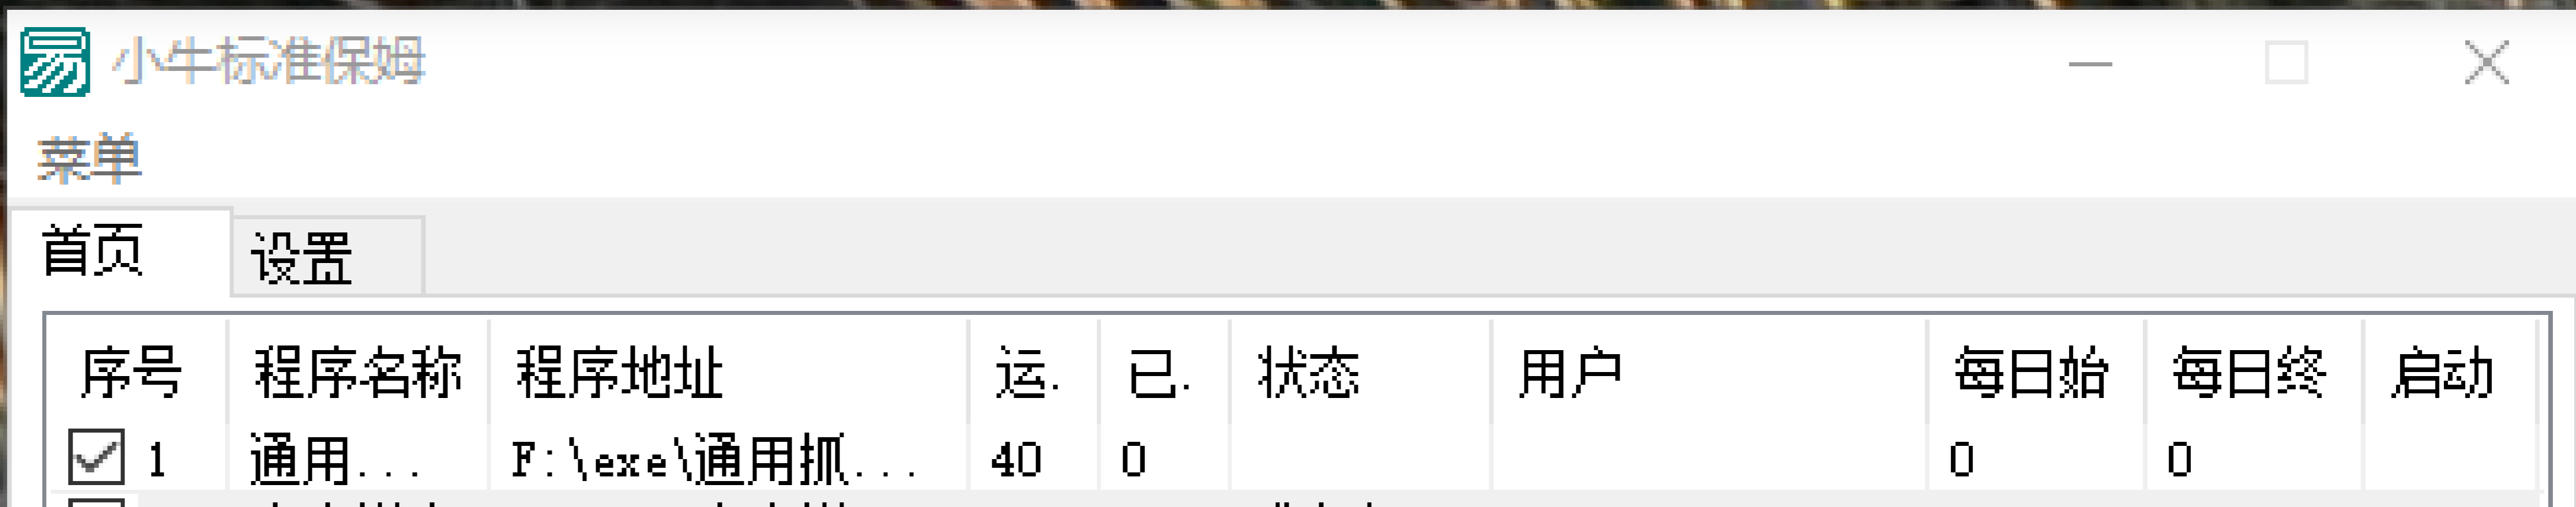 易 小牛标准保姆
菜单
首页 设置
序号 程序名称 程序地址 运. 已. 状态 用户 每日始 每日终 启动
1 通用... F:\exe\通用抓... 40 0 0 0